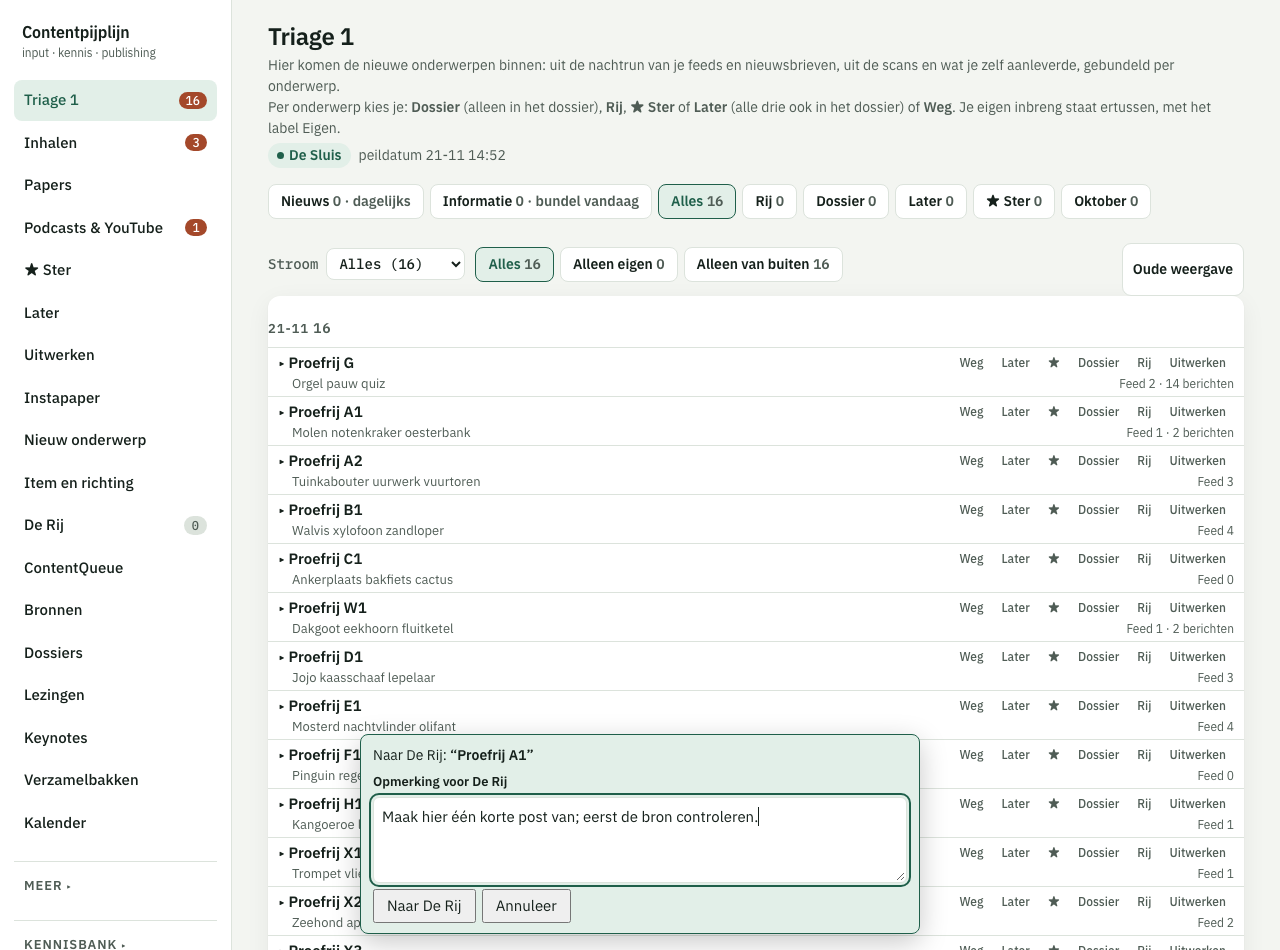 Contentpijplijn
input · kennis · publishing
Triage 1 16
Inhalen 3
Papers
Podcasts & YouTube 1
★ Ster
Later
Uitwerken
Instapaper
Nieuw onderwerp
Item en richting
De Rij 0
ContentQueue
Bronnen
Dossiers
Lezingen
Keynotes
Verzamelbakken
Kalender
MEER ▸
KENNISBANK ▸
Triage 1
Hier komen de nieuwe onderwerpen binnen: uit de nachtrun van je feeds en nieuwsbrieven, uit de scans en wat je zelf aanleverde, gebundeld per
onderwerp.
Per onderwerp kies je: Dossier (alleen in het dossier), Rij, ★ Ster of Later (alle drie ook in het dossier) of Weg. Je eigen inbreng staat ertussen, met het
label Eigen.
● De Sluis peildatum 21-11 14:52
Nieuws 0 · dagelijks Informatie 0 · bundel vandaag Alles 16 Rij 0 Dossier 0 Later 0 ★ Ster 0 Oktober 0
Stroom Alles (16) Alles 16 Alleen eigen 0 Alleen van buiten 16 Oude weergave
21-11 16
▸ Proefrij G Weg Later ★ Dossier Rij Uitwerken
Orgel pauw quiz Feed 2 · 14 berichten
▸ Proefrij A1 Weg Later ★ Dossier Rij Uitwerken
Molen notenkraker oesterbank Feed 1 · 2 berichten
▸ Proefrij A2 Weg Later ★ Dossier Rij Uitwerken
Tuinkabouter uurwerk vuurtoren Feed 3
▸ Proefrij B1 Weg Later ★ Dossier Rij Uitwerken
Walvis xylofoon zandloper Feed 4
▸ Proefrij C1 Weg Later ★ Dossier Rij Uitwerken
Ankerplaats bakfiets cactus Feed 0
▸ Proefrij W1 Weg Later ★ Dossier Rij Uitwerken
Dakgoot eekhoorn fluitketel Feed 1 · 2 berichten
▸ Proefrij D1 Weg Later ★ Dossier Rij Uitwerken
Jojo kaasschaaf lepelaar Feed 3
▸ Proefrij E1 Weg Later ★ Dossier Rij Uitwerken
Mosterd nachtvlinder olifant Feed 4
▸ Proefrij F1 Weg Later ★ Dossier Rij Uitwerken
Pinguin Feed 0
▸ Proefrij H1 Weg Later ★ Dossier Rij Uitwerken
Kangoeroe Feed 1
▸ Proefrij X1 Weg Later ★ Dossier Rij Uitwerken
Trompet Feed 1
▸ Proefrij X2 Weg Later ★ Dossier Rij Uitwerken
Zeehond Feed 2
▸ Proefrij X3 Weg Later ★ Dossier Rij Uitwerken
Naar De Rij: “Proefrij A1”
Opmerking voor De Rij
Maak hier één korte post van; eerst de bron controleren.
Naar De Rij Annuleer